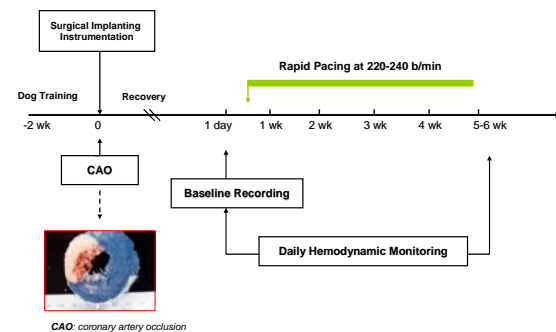 Surgical Implanting
Instrumentation
Rapid Pacing at 220-240 b/min
Dog Training
Recovery
-2 wk
0
1 day
1 wk
2 wk
3 wk
4 wk
5-6 wk
CAO
Baseline Recording
Daily Hemodynamic Monitoring
CAO: coronary artery occlusion